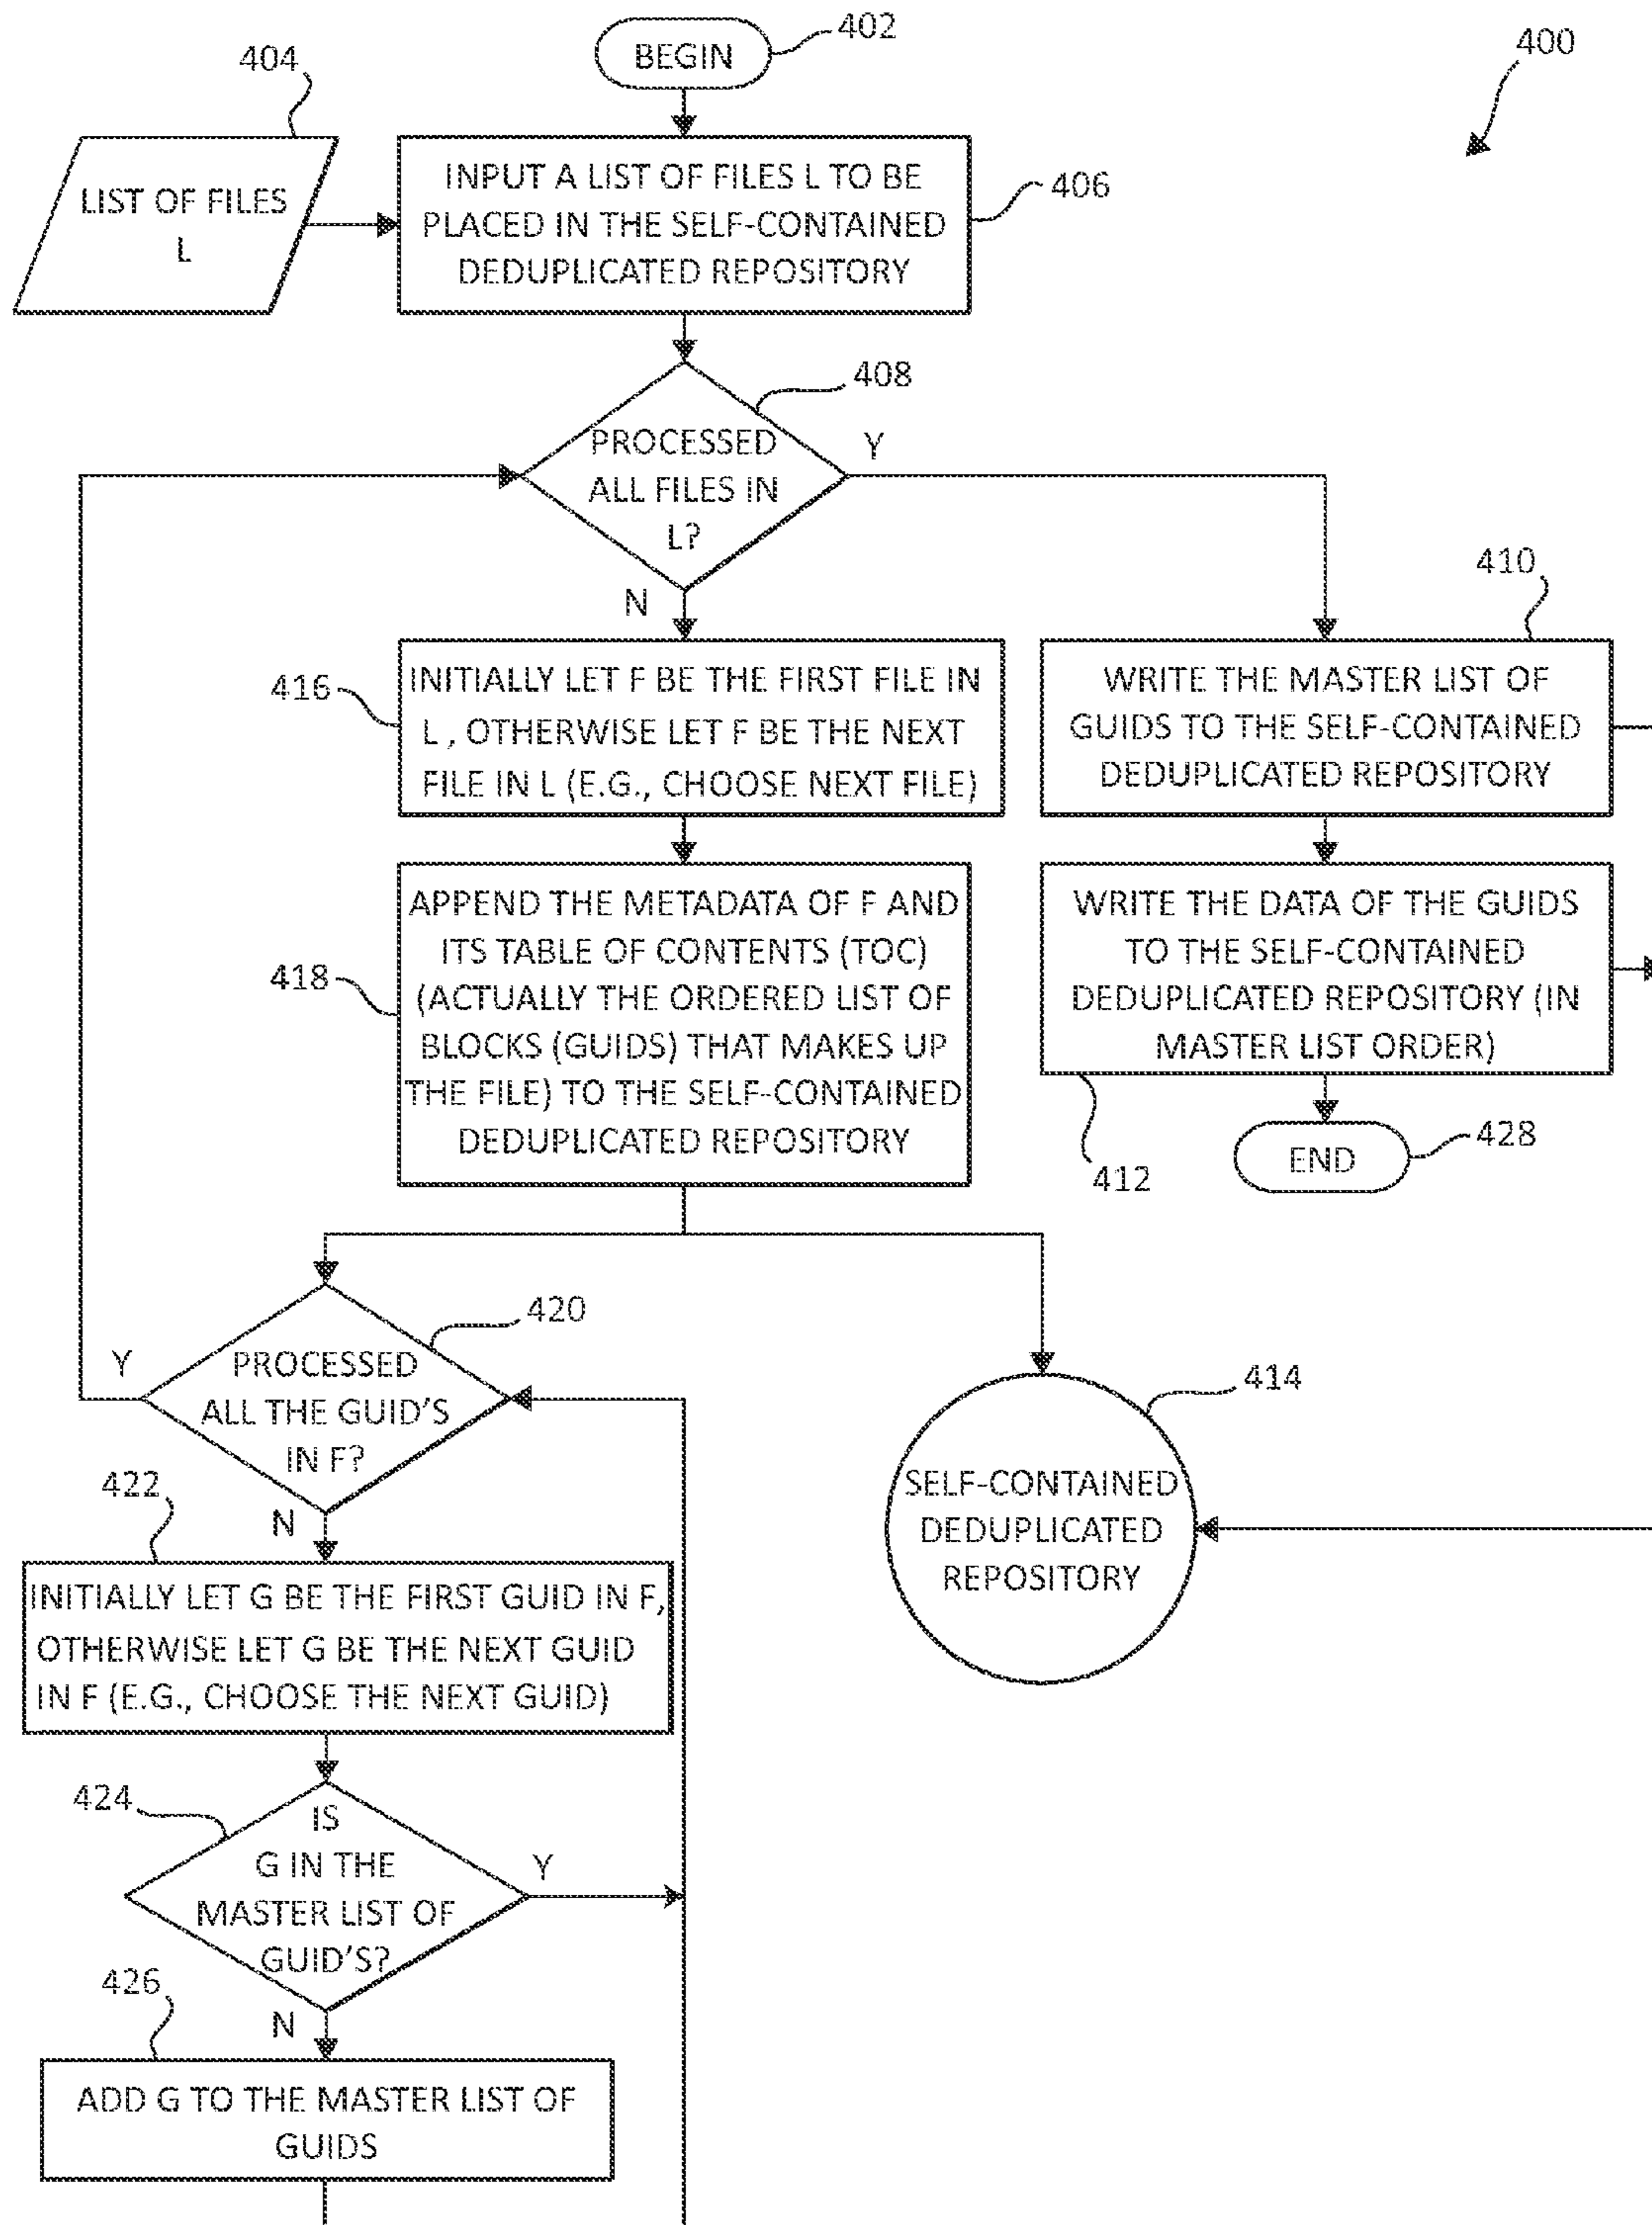 402
BEGIN
400
404
LIST OF FILES
L
INPUT A LIST OF FILES L TO BE
PLACED IN THE SELF-CONTAINED
DEDUPLICATED REPOSITORY
406
408
PROCESSED
ALL FILES IN
L?
Y
N
410
416
INITIALLY LET F BE THE FIRST FILE IN
L , OTHERWISE LET F BE THE NEXT
FILE IN L (E.G., CHOOSE NEXT FILE)
WRITE THE MASTER LIST OF
GUIDS TO THE SELF-CONTAINED
DEDUPLICATED REPOSITORY
418
APPEND THE METADATA OF F AND
ITS TABLE OF CONTENTS (TOC)
(ACTUALLY THE ORDERED LIST OF
BLOCKS (GUIDS) THAT MAKES UP
THE FILE) TO THE SELF-CONTAINED
DEDUPLICATED REPOSITORY
WRITE THE DATA OF THE GUIDS
TO THE SELF-CONTAINED
DEDUPLICATED REPOSITORY (IN
MASTER LIST ORDER)
412
END
428
420
PROCESSED
ALL THE GUID'S
IN F?
Y
N
414
SELF-CONTAINED
DEDUPLICATED
REPOSITORY
422
INITIALLY LET G BE THE FIRST GUID IN F,
OTHERWISE LET G BE THE NEXT GUID
IN F (E.G., CHOOSE THE NEXT GUID)
424
IS
G IN THE
MASTER LIST OF
GUID'S?
Y
N
426
ADD G TO THE MASTER LIST OF
GUIDS